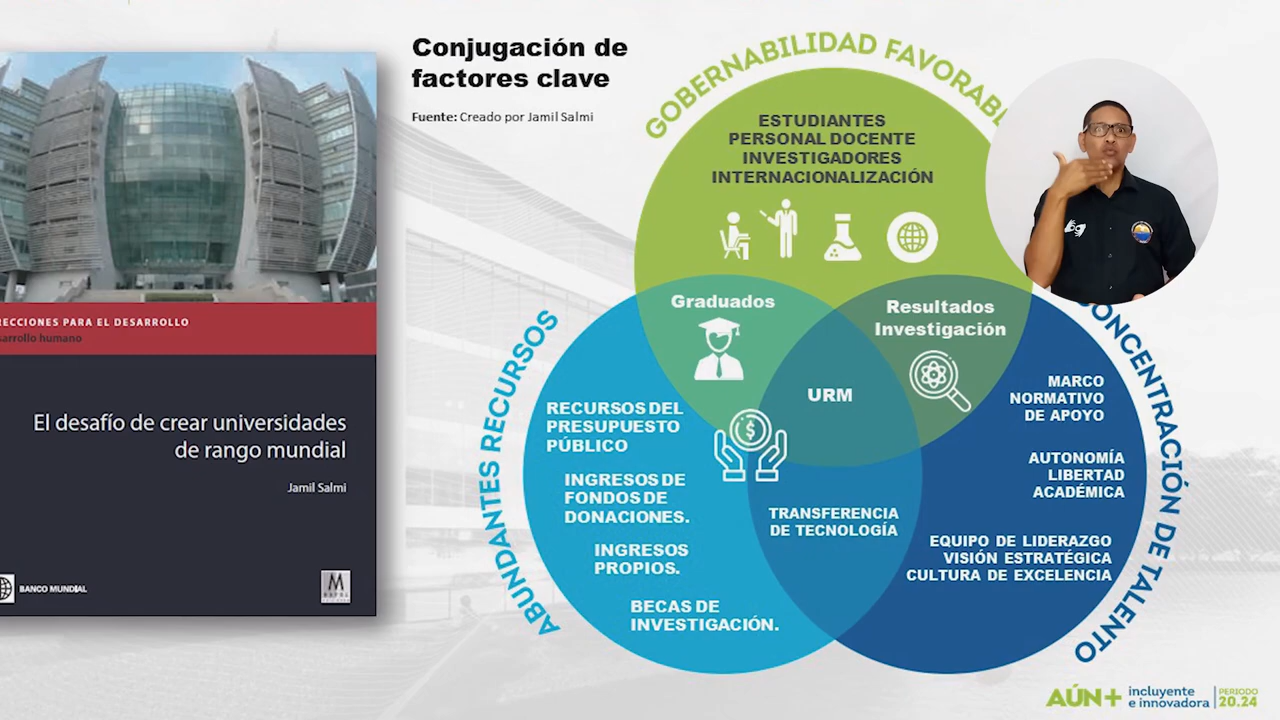 Conjugación de
factores clave
Fuente: Creado por Jamil Salmi
RECCIONES PARA EL DESARROLLO
sarrollo humano
El desafío de crear universidades
de rango mundial
Jamil Salmi
BANCO MUNDIAL
GOBERNABILIDAD FAVORABL
ESTUDIANTES
PERSONAL DOCENTE
INVESTIGADORES
INTERNACIONALIZACIÓN
Graduados
Resultados
Investigación
URM
ABUNDANTES RECURSOS
RECURSOS DEL
PRESUPUESTO
PÚBLICO
INGRESOS DE
FONDOS DE
DONACIONES.
INGRESOS
PROPIOS.
BECAS DE
INVESTIGACIÓN.
TRANSFERENCIA
DE TECNOLOGÍA
CONCENTRACIÓN DE TALENTO
MARCO
NORMATIVO
DE APOYO
AUTONOMÍA
LIBERTAD
ACADÉMICA
EQUIPO DE LIDERAZGO
VISIÓN ESTRATÉGICA
CULTURA DE EXCELENCIA
AÚN+ incluyente
e innovadora
PERIODO
20.24